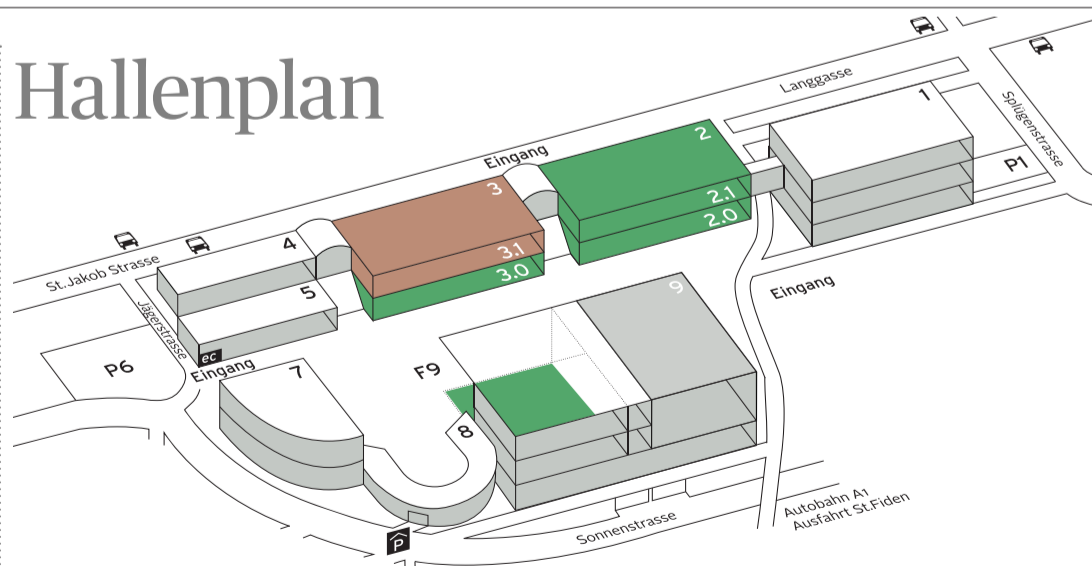 Hallenplan
Langgasse
Splügenstrasse
1
P1
2
2.1
2.0
Eingang
3
3.1
3.0
4
5
St. Jakob Strasse
Jägerstrasse
P6
ec
Eingang
7
8
F9
9
Eingang
P
Sonnenstrasse
Autobahn A1
Ausfahrt St.Fiden